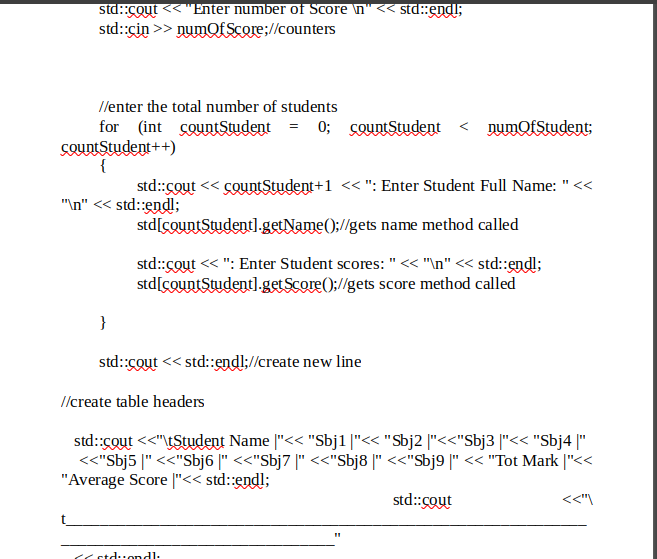 std::cout << "Enter number of Score \n" << std::endl;
std::cin >> numOfScore;//counters
//enter the total number of students
for (int countStudent = 0; countStudent < numOfStudent;
countStudent++)
{
std::cout << countStudent+1 << ": Enter Student Full Name: " <<
"\n" << std::endl;
std[countStudent].getName();//gets name method called
std::cout << ": Enter Student scores: " << "\n" << std::endl;
std[countStudent].getScore();//gets score method called
}
std::cout << std::endl;//create new line
//create table headers
std::cout <<"\tStudent Name |"<< "Sbj1 |"<< "Sbj2 |"<<"Sbj3 |"<< "Sbj4 |"
<<"Sbj5 |" <<"Sbj6 |" <<"Sbj7 |" <<"Sbj8 |" <<"Sbj9 |" << "Tot Mark |"<<
"Average Score |"<< std::endl;
std::cout <<"\
t______________________________________________________________
________________________________"
<< std::endl;